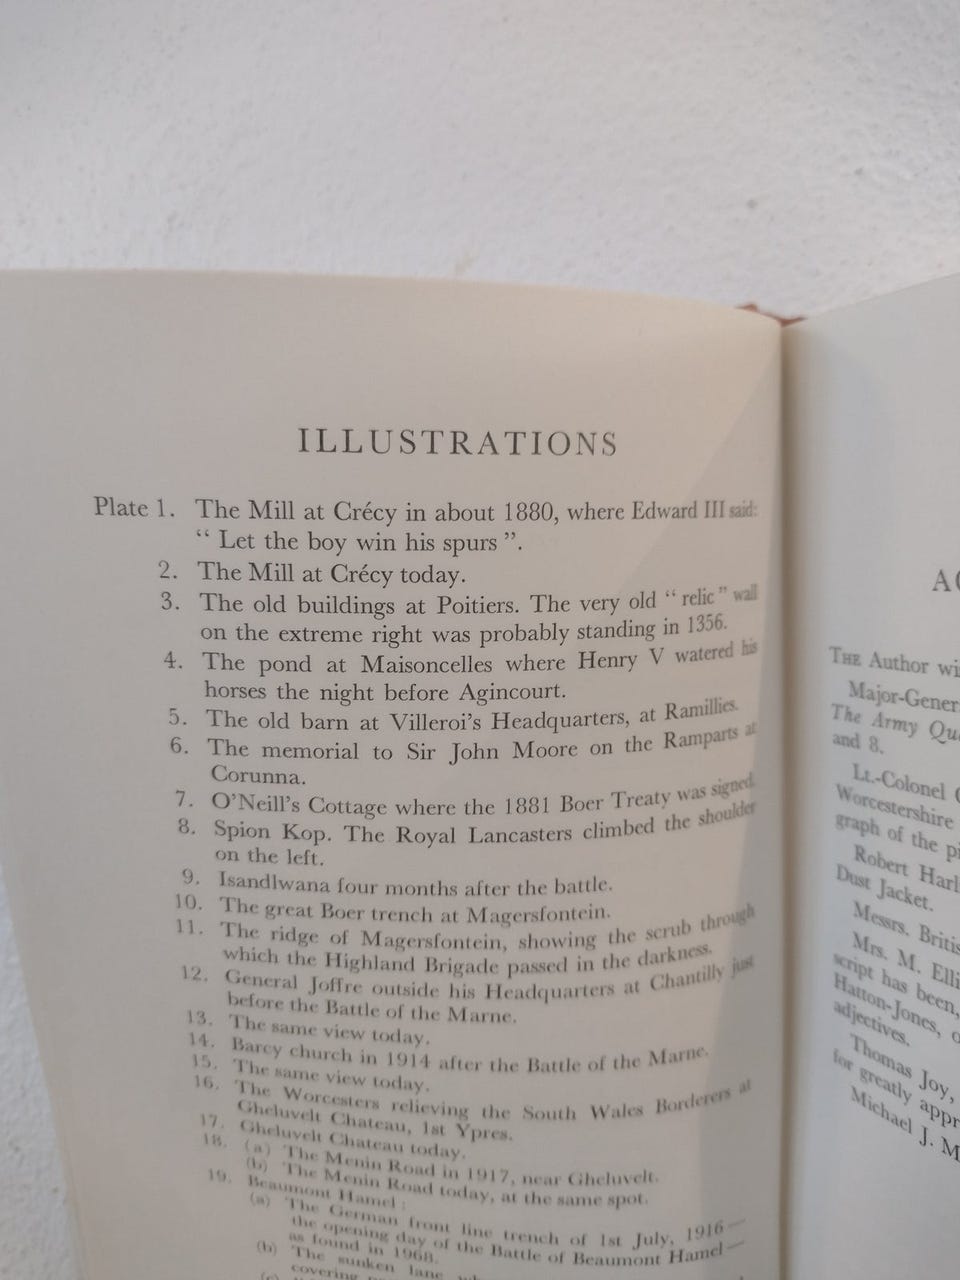 ILLUSTRATIONS
Plate 1. The Mill at Crécy in about 1880, where Edward III said:
“ Let the boy win his spurs ”.
2. The Mill at Crécy today.
3. The old buildings at Poitiers. The very old “ relic ” wall
on the extreme right was probably standing in 1356.
4. The pond at Maisoncelles where Henry V watered his
horses the night before Agincourt.
5. The old barn at Villeroi’s Headquarters, at Ramillies.
6. The memorial to Sir John Moore on the Ramparts at
Corunna.
7. O’Neill’s Cottage where the 1881 Boer Treaty was signed.
8. Spion Kop. The Royal Lancasters climbed the shoulder
on the left.
9. Isandlwana four months after the battle.
10. The great Boer trench at Magersfontein.
11. The ridge of Magersfontein, showing the scrub through
which the Highland Brigade passed in the darkness.
12. General Joffre outside his Headquarters at Chantilly just
before the Battle of the Marne.
13. The same view today.
14. Barcy church in 1914 after the Battle of the Marne.
15. The same view today.
16. The Worcesters relieving the South Wales Borderers at
Gheluvelt Chateau, 1st Ypres.
17. Gheluvelt Chateau today.
18. (a) The Menin Road in 1917, near Gheluvelt.
(b) The Menin Road today, at the same spot.
19. Beaumont Hamel :
(a) The German front line trench of 1st July, 1916—
the opening day of the Battle of Beaumont Hamel—
as found in 1968.
(b) The sunken lane
covering
THE Author
Major-Gener
The Army Qu
and 8.
Lt.-Colonel
Worcestershire
graph of the
Robert Harl
Dust Jacket.
Messrs. Britis
Mrs. M. Elli
script has been,
Hatton-Jones,
adjectives.
Thomas Joy,
for greatly appr
Michael J. M